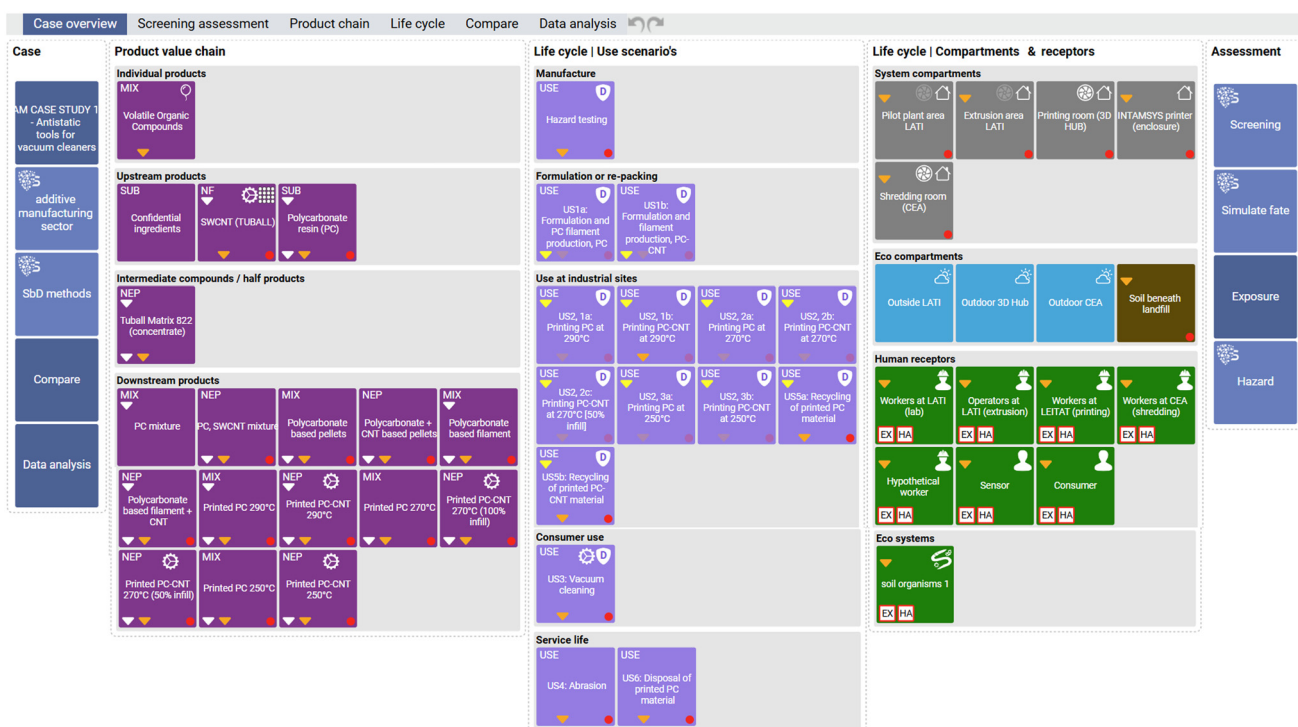 Case overview Screening assessment Product chain Life cycle Compare Data analysis
Case
AM CASE STUDY 1
- Antistatic
tools for
vacuum cleaners
additive
manufacturing
sector
SbD methods
Compare
Data analysis
Product value chain
Individual products
MIX
Volatile Organic
Compounds
Upstream products
SUB
Confidential
ingredients
NF
SWCNT (TUBALL)
SUB
Polycarbonate
resin (PC)
Intermediate compounds / half products
NEP
Tuball Matrix 822
(concentrate)
Downstream products
MIX
PC mixture
NEP
PC, SWCNT mixture
MIX
Polycarbonate
based pellets
NEP
Polycarbonate +
CNT based pellets
MIX
Polycarbonate
based filament
NEP
Polycarbonate
based filament +
CNT
MIX
Printed PC 290°C
NEP
Printed PC-CNT
290°C
MIX
Printed PC 270°C
NEP
Printed PC-CNT
270°C (100%
infill)
NEP
Printed PC-CNT
270°C (50% infill)
MIX
Printed PC 250°C
NEP
Printed PC-CNT
250°C
Life cycle | Use scenario's
Manufacture
USE D
Hazard testing
Formulation or re-packing
USE D
US1a:
Formulation and
PC filament
production, PC
USE D
US1b:
Formulation and
filament
production, PC-
CNT
Use at industrial sites
USE D
US2, 1a:
Printing PC at
290°C
USE D
US2, 1b:
Printing PC-CNT
at 290°C
USE D
US2, 2a:
Printing PC at
270°C
USE D
US2, 2b:
Printing PC-CNT
at 270°C
USE D
US2, 2c:
Printing PC-CNT
at 270°C [50%
infill]
USE D
US2, 3a:
Printing PC at
250°C
USE D
US2, 3b:
Printing PC-CNT
at 250°C
USE D
US5a: Recycling
of printed PC
material
USE D
US5b: Recycling
of printed PC-
CNT material
Consumer use
USE D
US3: Vacuum
cleaning
Service life
USE
US4: Abrasion
USE
US6: Disposal of
printed PC
material
Life cycle | Compartments & receptors
System compartments
Pilot plant area
LATI
Extrusion area
LATI
Printing room (3D
HUB)
INTAMSYS printer
(enclosure)
Shredding room
(CEA)
Eco compartments
Outside LATI
Outdoor 3D Hub
Outdoor CEA
Soil beneath
landfill
Human receptors
Workers at LATI
(lab)
EX HA
Operators at
LATI (extrusion)
EX HA
Workers at
LEITAT (printing)
EX HA
Workers at CEA
(shredding)
EX HA
Hypothetical
worker
EX HA
Sensor
EX HA
Consumer
EX HA
Eco systems
soil organisms 1
EX HA
Assessment
Screening
Simulate fate
Exposure
Hazard